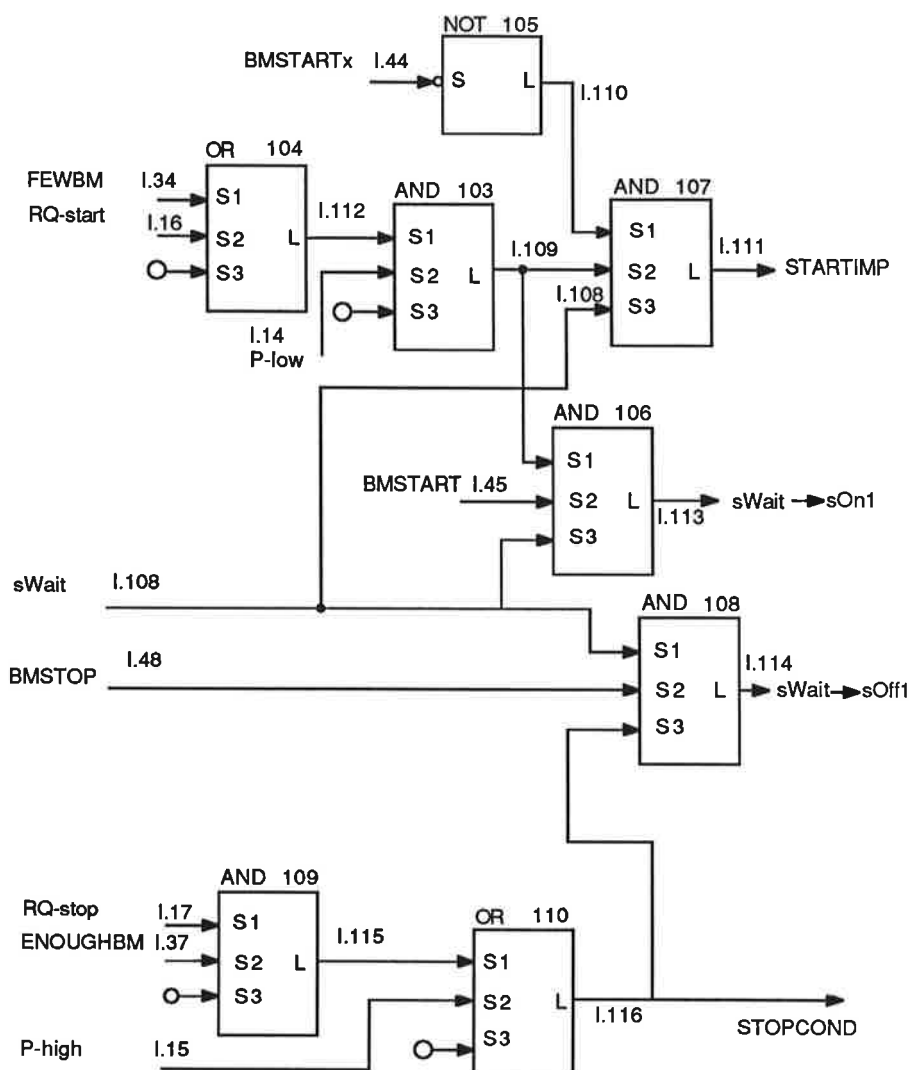 NOT 105
BMSTARTx I.44
S L
I.110
OR 104
FEWBM I.34
RQ-start I.16
S1
S2 L
S3
I.112
I.14
P-low
AND 103
S1
S2 L
S3
I.109
I.108
AND 107
S1
S2 L
S3
I.111
STARTIMP
AND 106
BMSTART I.45
S1
S2 L
S3
I.113
sWait sOn1
sWait I.108
BMSTOP I.48
AND 108
S1
S2 L
S3
I.114
sWait sOff1
AND 109
RQ-stop I.17
ENOUGHBM I.37
S1
S2 L
S3
I.115
P-high I.15
OR 110
S1
S2 L
S3
I.116
STOPCOND